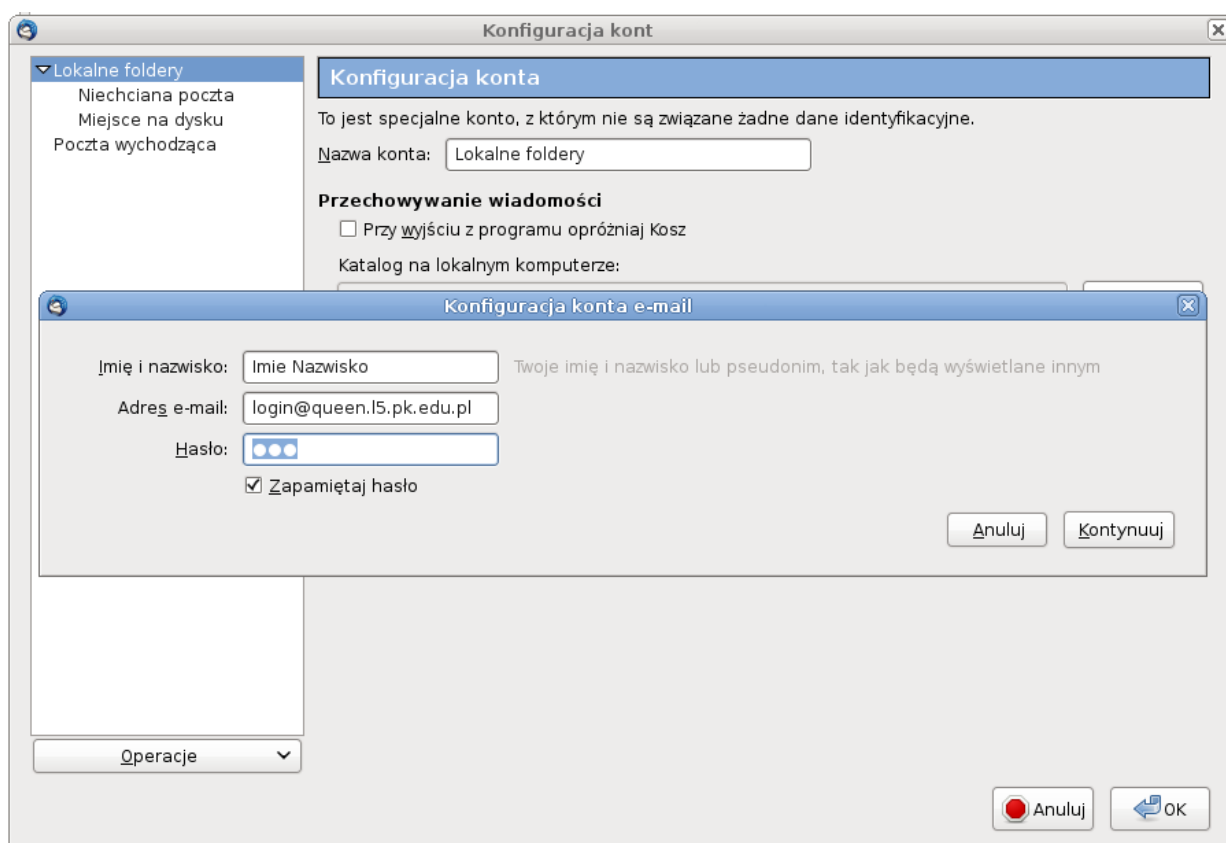 Konfiguracja kont
Lokalne foldery
Niechciana poczta
Miejsce na dysku
Poczta wychodząca
Konfiguracja konta
To jest specjalne konto, z którym nie są związane żadne dane identyfikacyjne.
Nazwa konta: Lokalne foldery
Przechowywanie wiadomości
Przy wyjściu z programu opróżniaj Kosz
Katalog na lokalnym komputerze:
Konfiguracja konta e-mail
Imię i nazwisko: Imie Nazwisko Twoje imię i nazwisko lub pseudonim, tak jak będą wyświetlane innym
Adres e-mail: login@queen.l5.pk.edu.pl
Hasło: ●●●
Zapamiętaj hasło
Anuluj Kontynuuj
Operacje
Anuluj OK